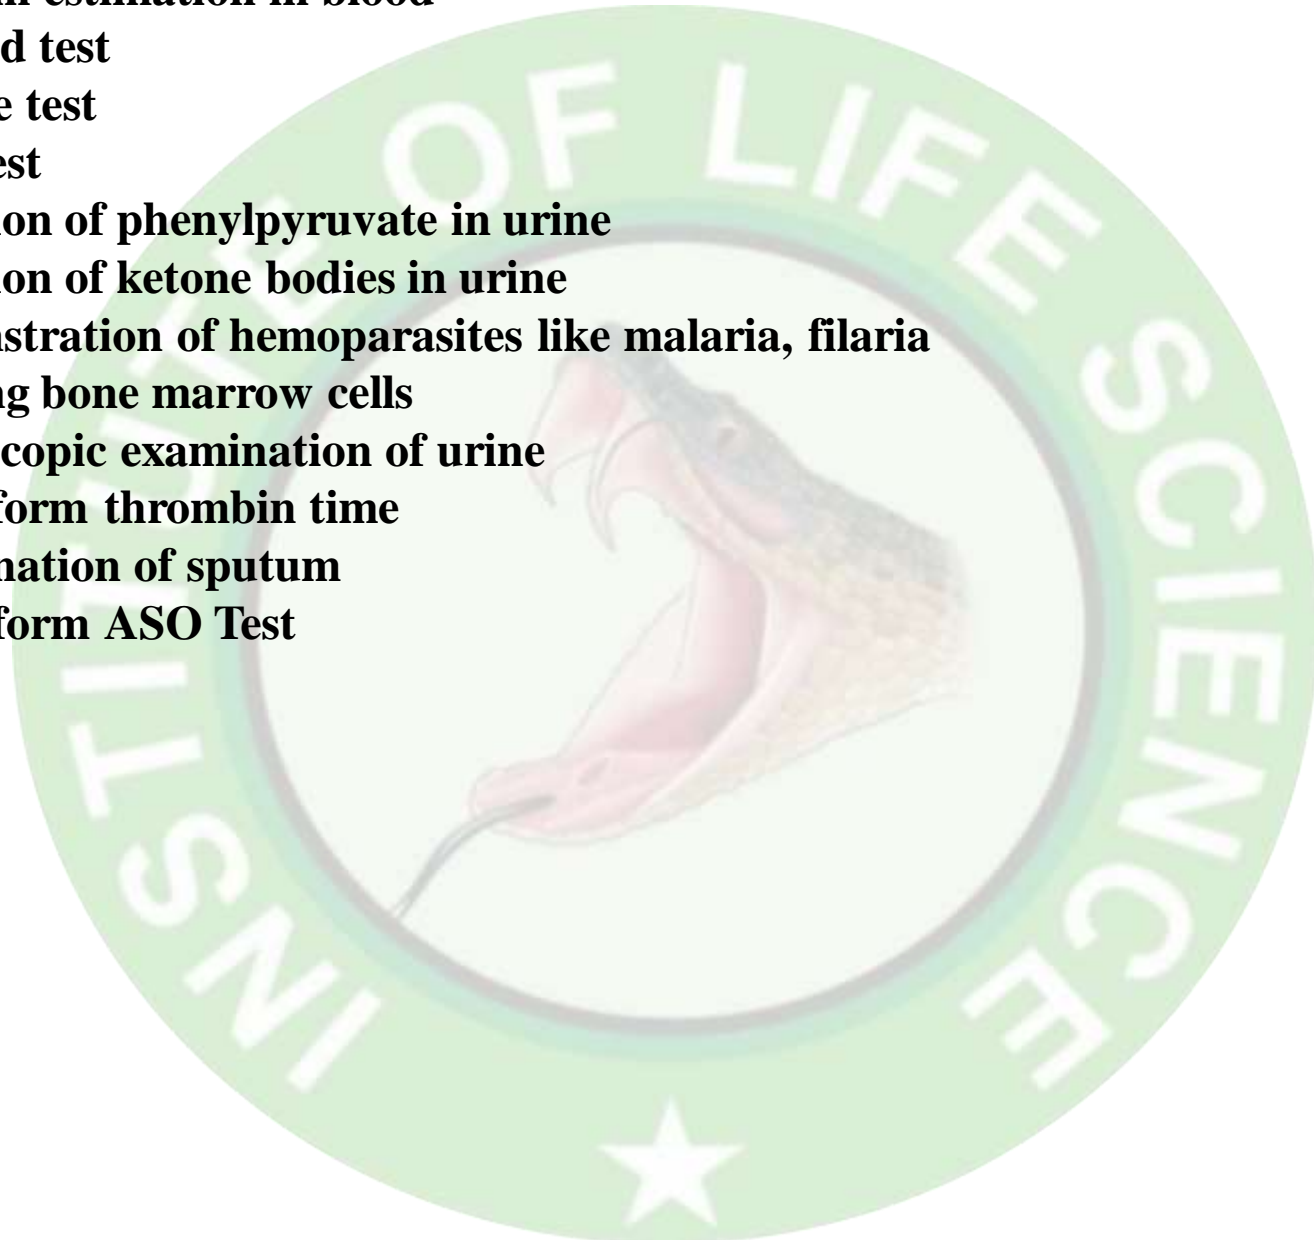 estimation in blood
d test
e test
est
on of phenylpyruvate in urine
on of ketone bodies in urine
nstration of hemoparasites like malaria, filaria
ng bone marrow cells
copic examination of urine
form thrombin time
nation of sputum
form ASO Test
INSTITUTE OF LIFE SCIENCE